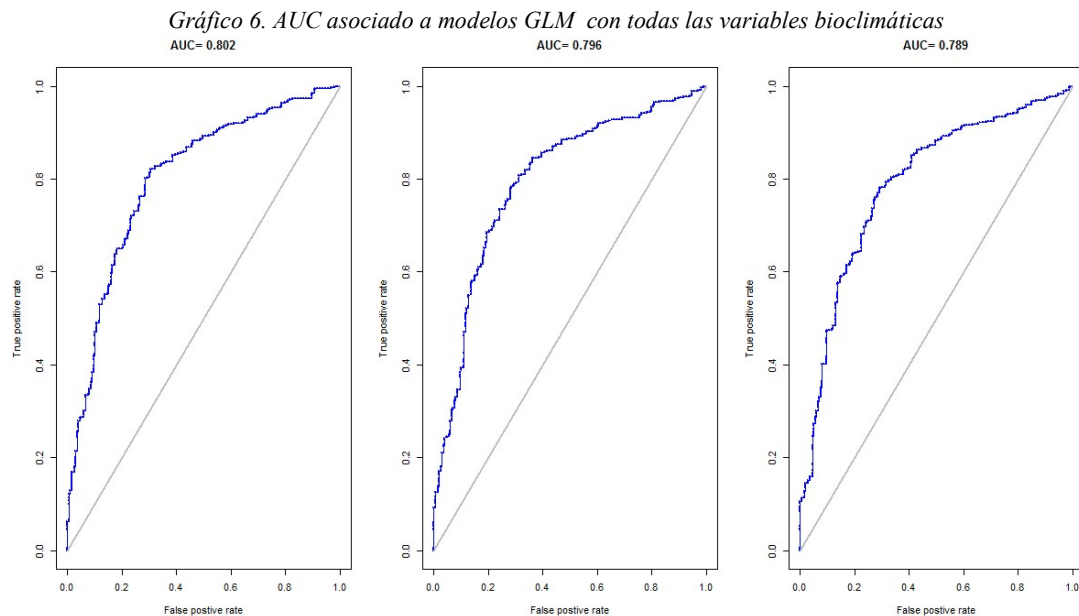 Gráfico 6. AUC asociado a modelos GLM con todas las variables bioclimáticas
AUC= 0.802
AUC= 0.796
AUC= 0.789
True positive rate
0.0 0.2 0.4 0.6 0.8 1.0
0.0 0.2 0.4 0.6 0.8 1.0
False postive rate
True positive rate
0.0 0.2 0.4 0.6 0.8 1.0
0.0 0.2 0.4 0.6 0.8 1.0
False postive rate
True positive rate
0.0 0.2 0.4 0.6 0.8 1.0
0.0 0.2 0.4 0.6 0.8 1.0
False postive rate